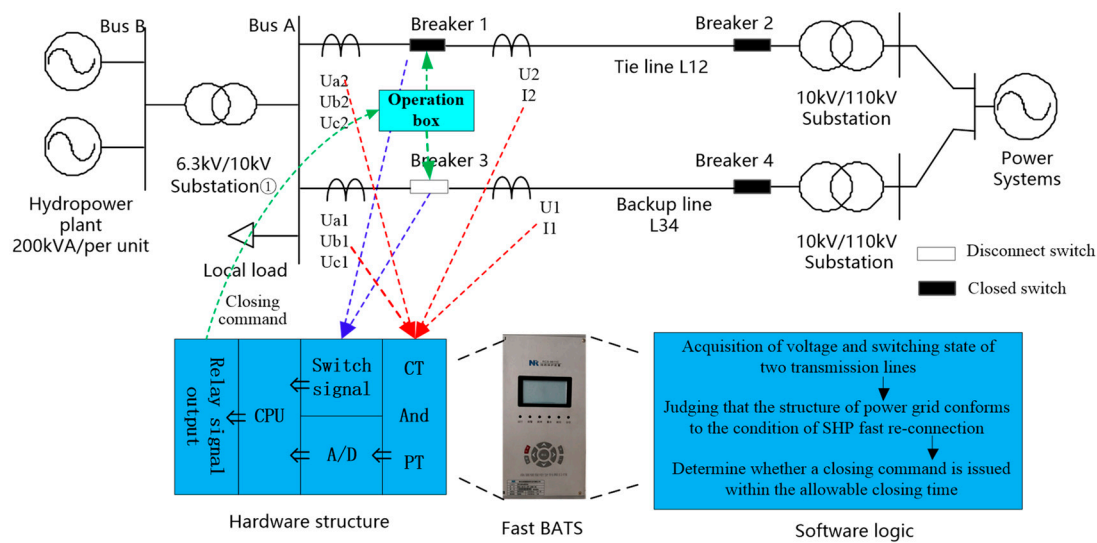 Bus B
Bus A
Breaker 1
Breaker 2
Ua2
Ub2
Uc2
U2
I2
Tie line L12
Operation
box
10kV/110kV
Substation
6.3kV/10kV
Substation①
Breaker 3
Breaker 4
Power
Systems
Hydropower
plant
200kVA/per unit
Ua1
Ub1
Uc1
U1
I1
Backup line
L34
10kV/110kV
Substation
Local load
Disconnect switch
Closed switch
Closing
command
Relay signal
output
CPU
Switch
signal
A/D
CT
And
PT
Hardware structure
NR
Fast BATS
Acquisition of voltage and switching state of
two transmission lines
Judging that the structure of power grid conforms
to the condition of SHP fast re-connection
Determine whether a closing command is issued
within the allowable closing time
Software logic